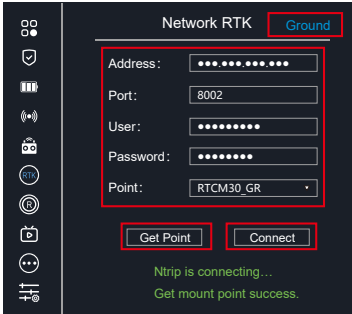 Network RTK
Ground
Address: ●●●.●●●.●●●.●●●
Port: 8002
User: ●●●●●●●●●
Password: ●●●●●●●●
Point: RTCM30_GR
RTK
R
Get Point
Connect
Ntrip is connecting...
Get mount point success.